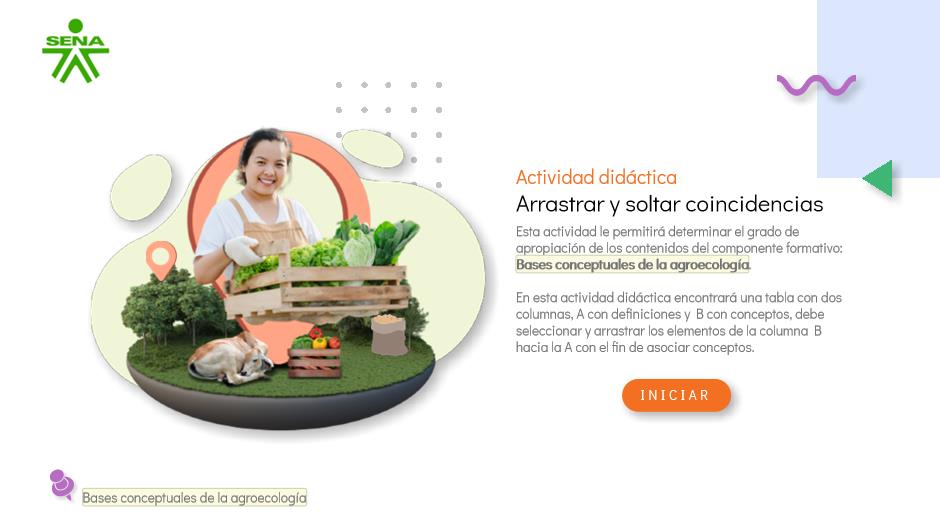 SENA
Actividad didáctica
Arrastrar y soltar coincidencias
Esta actividad le permitirá determinar el grado de
apropiación de los contenidos del componente formativo:
Bases conceptuales de la agroecología.
En esta actividad didáctica encontrará una tabla con dos
columnas, A con definiciones y B con conceptos, debe
seleccionar y arrastrar los elementos de la columna B
hacia la A con el fin de asociar conceptos.
INICIAR
Bases conceptuales de la agroecología